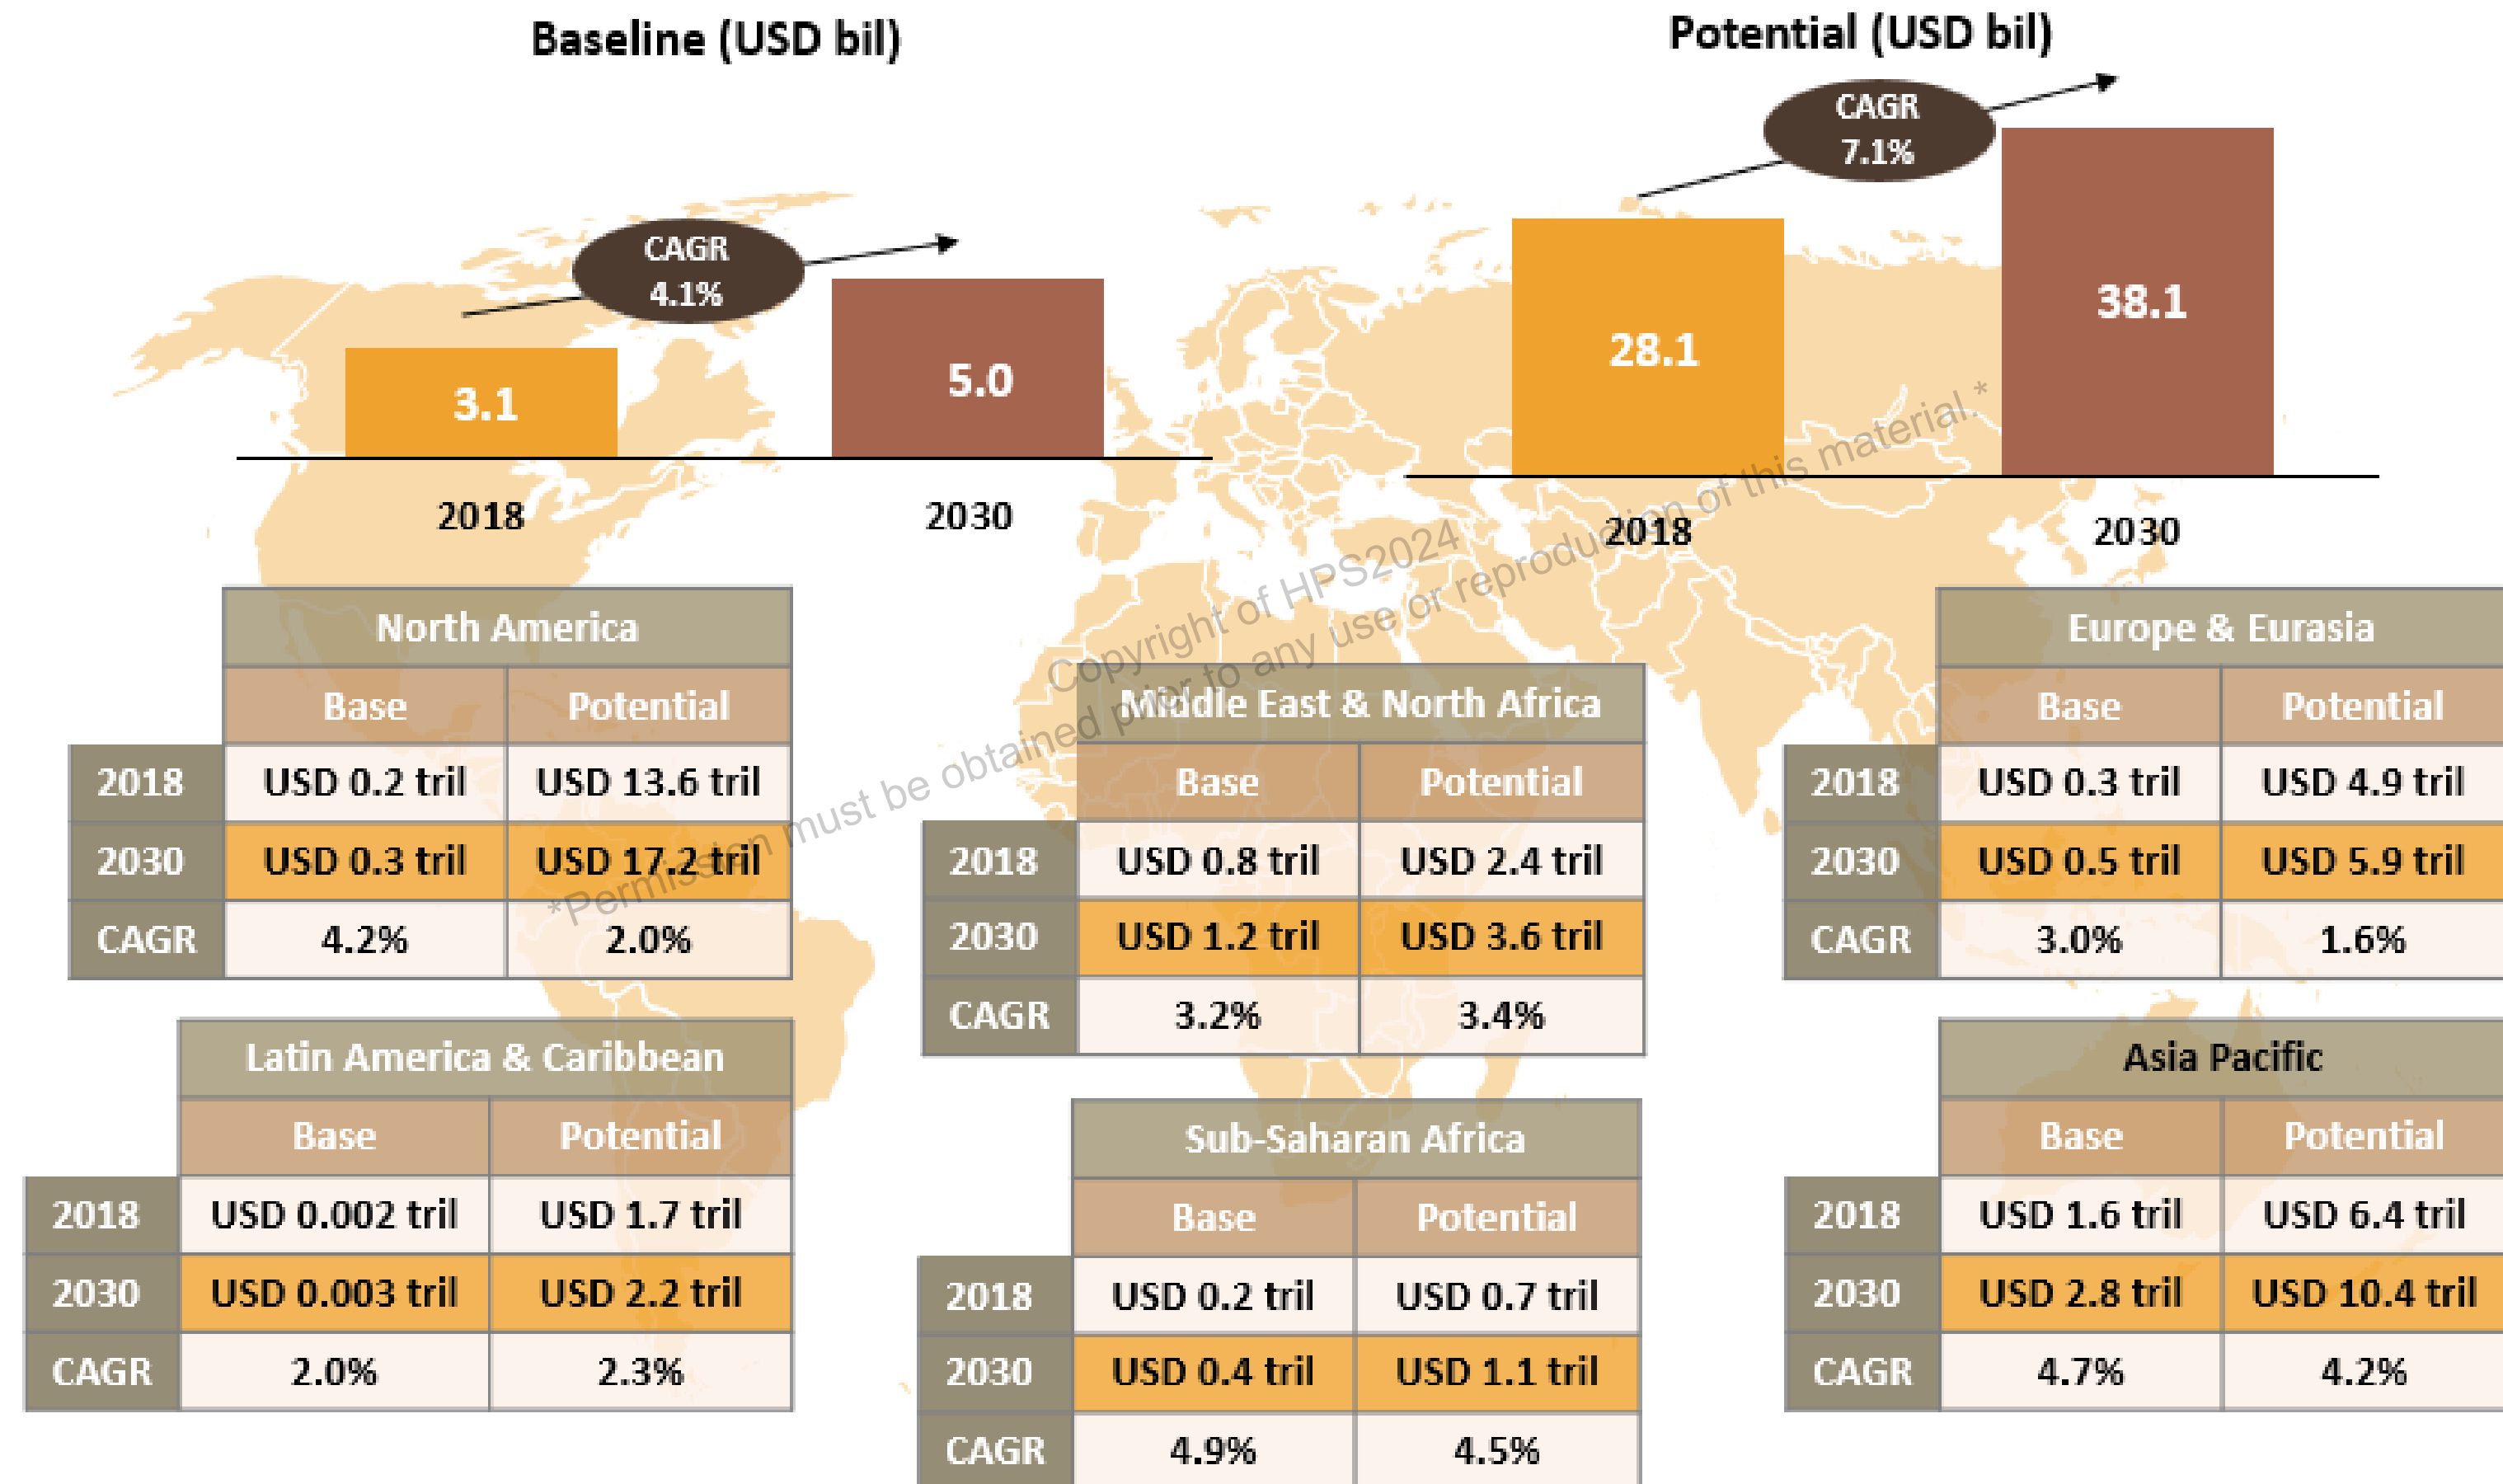 Baseline (USD bil)
CAGR
4.1%
3.1
5.0
2018
2030
Potential (USD bil)
CAGR
7.1%
28.1
38.1
2018
2030
North America
Base Potential
2018 USD 0.2 tril USD 13.6 tril
2030 USD 0.3 tril USD 17.2 tril
CAGR 4.2% 2.0%
Middle East & North Africa
Base Potential
2018 USD 0.8 tril USD 2.4 tril
2030 USD 1.2 tril USD 3.6 tril
CAGR 3.2% 3.4%
Europe & Eurasia
Base Potential
2018 USD 0.3 tril USD 4.9 tril
2030 USD 0.5 tril USD 5.9 tril
CAGR 3.0% 1.6%
Latin America & Caribbean
Base Potential
2018 USD 0.002 tril USD 1.7 tril
2030 USD 0.003 tril USD 2.2 tril
CAGR 2.0% 2.3%
Sub-Saharan Africa
Base Potential
2018 USD 0.2 tril USD 0.7 tril
2030 USD 0.4 tril USD 1.1 tril
CAGR 4.9% 4.5%
Asia Pacific
Base Potential
2018 USD 1.6 tril USD 6.4 tril
2030 USD 2.8 tril USD 10.4 tril
CAGR 4.7% 4.2%
Copyright of HPS2024
*Permission must be obtained prior to any use or reproduction of this material.*